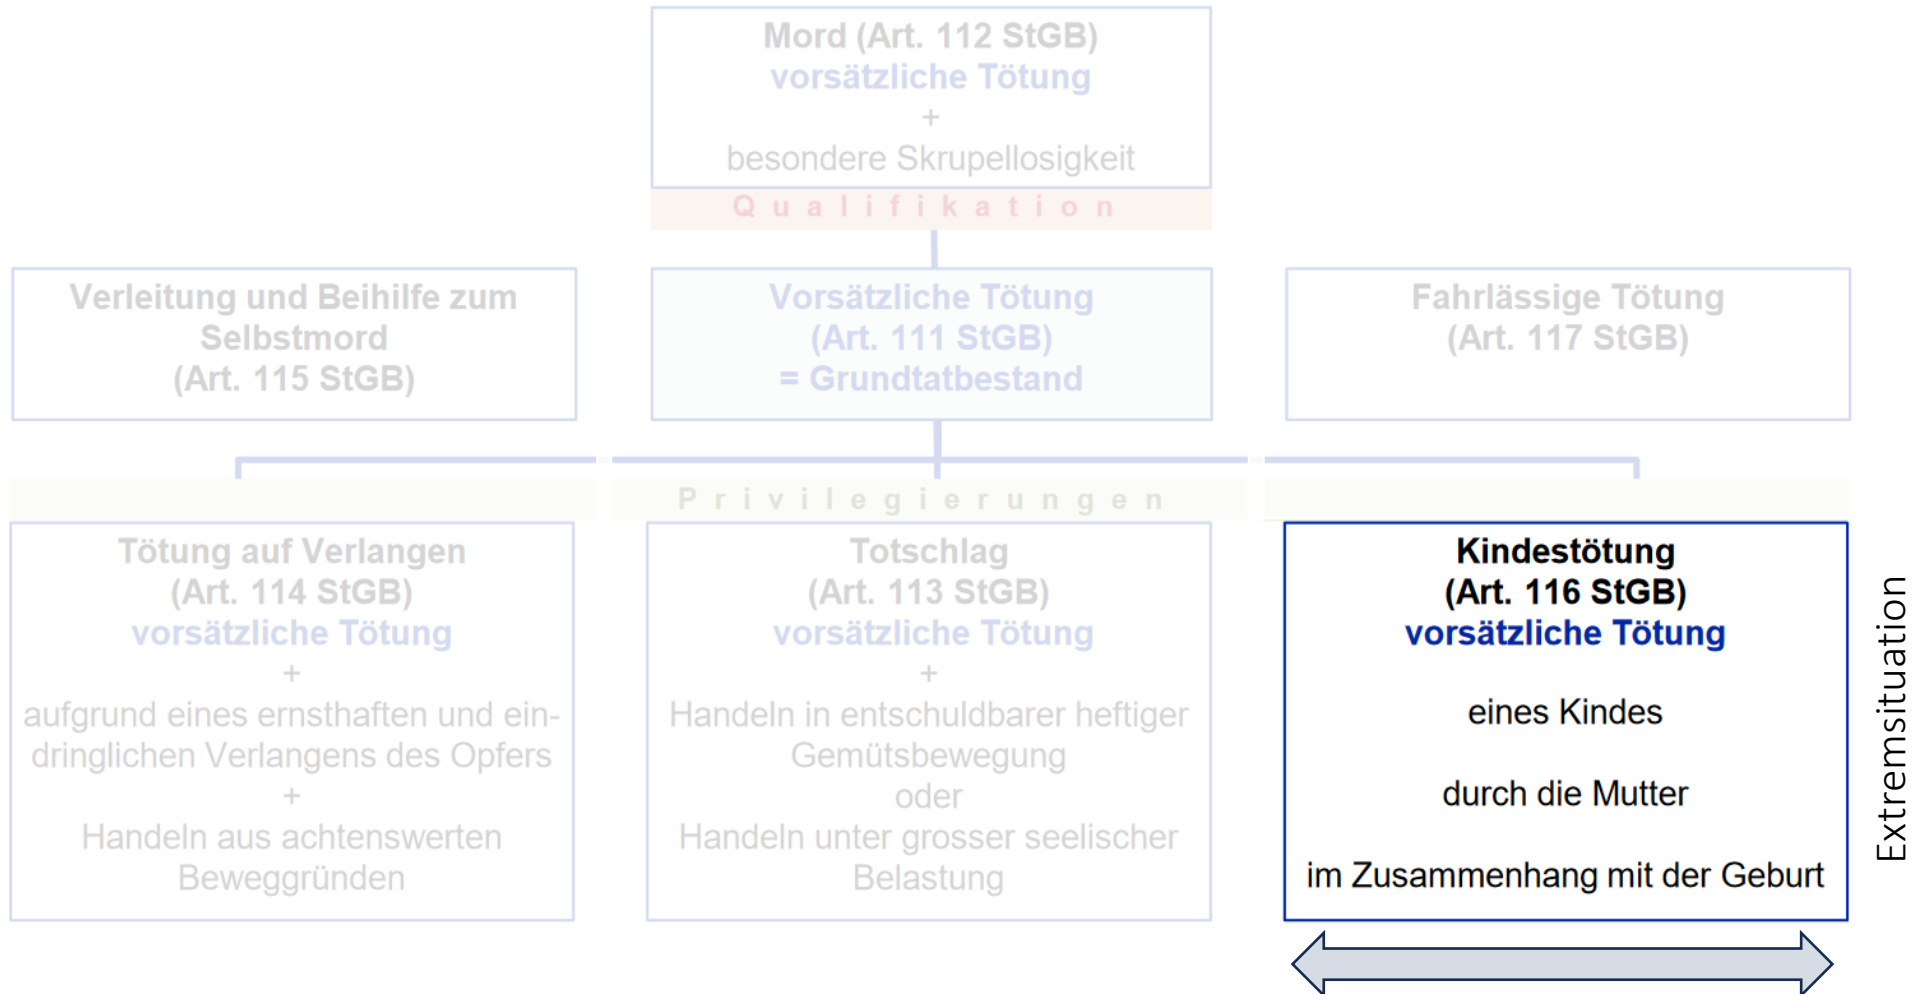 Mord (Art. 112 StGB)
vorsätzliche Tötung
+
besondere Skrupellosigkeit
Qualifikation
Verleitung und Beihilfe zum
Selbstmord
(Art. 115 StGB)
Vorsätzliche Tötung
(Art. 111 StGB)
= Grundtatbestand
Fahrlässige Tötung
(Art. 117 StGB)
Privilegierungen
Tötung auf Verlangen
(Art. 114 StGB)
vorsätzliche Tötung
+
aufgrund eines ernsthaften und ein-
dringlichen Verlangens des Opfers
+
Handeln aus achtenswerten
Beweggründen
Totschlag
(Art. 113 StGB)
vorsätzliche Tötung
+
Handeln in entschuldbarer heftiger
Gemütsbewegung
oder
Handeln unter grosser seelischer
Belastung
Kindestötung
(Art. 116 StGB)
vorsätzliche Tötung
eines Kindes
durch die Mutter
im Zusammenhang mit der Geburt
Extremsituation